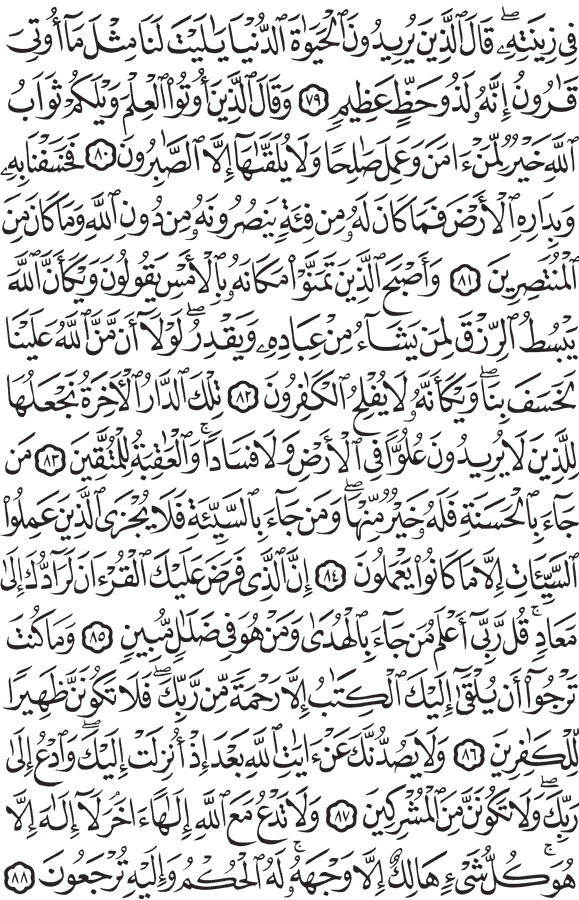 فِي زِينَتِهِۦۖ قَالَ ٱلَّذِينَ يُرِيدُونَ ٱلۡحَيَوٰةَ ٱلدُّنۡيَا يَٰلَيۡتَ لَنَا مِثۡلَ مَآ أُوتِيَ
قَٰرُونُ إِنَّهُۥ لَذُو حَظٍّ عَظِيمٖ ٧٩ وَقَالَ ٱلَّذِينَ أُوتُواْ ٱلۡعِلۡمَ وَيۡلَكُمۡ ثَوَابُ
ٱللَّهِ خَيۡرٞ لِّمَنۡ ءَامَنَ وَعَمِلَ صَٰلِحٗا وَلَا يُلَقَّىٰهَآ إِلَّا ٱلصَّٰبِرُونَ ٨٠ فَخَسَفۡنَا بِهِۦ
وَبِدَارِهِ ٱلۡأَرۡضَ فَمَا كَانَ لَهُۥ مِن فِئَةٖ يَنصُرُونَهُۥ مِن دُونِ ٱللَّهِ وَمَا كَانَ مِنَ
ٱلۡمُنتَصِرِينَ ٨١ وَأَصۡبَحَ ٱلَّذِينَ تَمَنَّوۡاْ مَكَانَهُۥ بِٱلۡأَمۡسِ يَقُولُونَ وَيۡكَأَنَّ ٱللَّهَ
يَبۡسُطُ ٱلرِّزۡقَ لِمَن يَشَآءُ مِنۡ عِبَادِهِۦ وَيَقۡدِرُۖ لَوۡلَآ أَن مَّنَّ ٱللَّهُ عَلَيۡنَا
لَخَسَفَ بِنَاۖ وَيۡكَأَنَّهُۥ لَا يُفۡلِحُ ٱلۡكَٰفِرُونَ ٨٢ تِلۡكَ ٱلدَّارُ ٱلۡأٓخِرَةُ نَجۡعَلُهَا
لِلَّذِينَ لَا يُرِيدُونَ عُلُوّٗا فِي ٱلۡأَرۡضِ وَلَا فَسَادٗاۚ وَٱلۡعَٰقِبَةُ لِلۡمُتَّقِينَ ٨٣ مَن
جَآءَ بِٱلۡحَسَنَةِ فَلَهُۥ خَيۡرٞ مِّنۡهَاۖ وَمَن جَآءَ بِٱلسَّيِّئَةِ فَلَا يُجۡزَى ٱلَّذِينَ عَمِلُواْ
ٱلسَّيِّـَٔاتِ إِلَّا مَا كَانُواْ يَعۡمَلُونَ ٨٤ إِنَّ ٱلَّذِي فَرَضَ عَلَيۡكَ ٱلۡقُرۡءَانَ لَرَآدُّكَ إِلَىٰ
مَعَادٖۚ قُل رَّبِّيٓ أَعۡلَمُ مَن جَآءَ بِٱلۡهُدَىٰ وَمَنۡ هُوَ فِي ضَلَٰلٖ مُّبِينٖ ٨٥ وَمَا كُنتَ
تَرۡجُوٓاْ أَن يُلۡقَىٰٓ إِلَيۡكَ ٱلۡكِتَٰبُ إِلَّا رَحۡمَةٗ مِّن رَّبِّكَۖ فَلَا تَكُونَنَّ ظَهِيرٗا
لِّلۡكَٰفِرِينَ ٨٦ وَلَا يَصُدُّنَّكَ عَنۡ ءَايَٰتِ ٱللَّهِ بَعۡدَ إِذۡ أُنزِلَتۡ إِلَيۡكَۖ وَٱدۡعُ إِلَىٰ
رَبِّكَۖ وَلَا تَكُونَنَّ مِنَ ٱلۡمُشۡرِكِينَ ٨٧ وَلَا تَدۡعُ مَعَ ٱللَّهِ إِلَٰهًا ءَاخَرَۘ لَآ إِلَٰهَ إِلَّا
هُوَۚ كُلُّ شَيۡءٍ هَالِكٌ إِلَّا وَجۡهَهُۥۚ لَهُ ٱلۡحُكۡمُ وَإِلَيۡهِ تُرۡجَعُونَ ٨٨